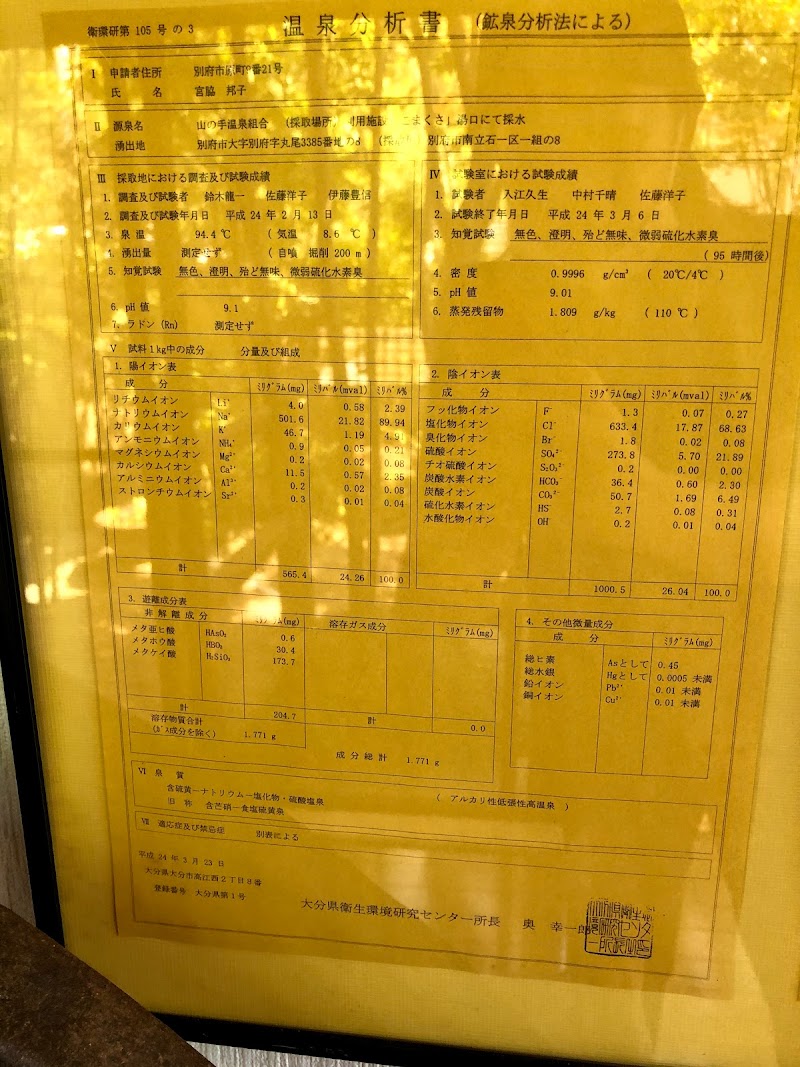 衛環研第 105 号 の 3
温 泉 分 析 書 (鉱泉分析法による)
Ⅰ 申請者住所 別府市原町9番21号
氏 名 宮脇 邦子
Ⅱ 源泉名 山の手温泉組合 (採取場所) 利用施設「こまくさ」湯口にて採水
湧出地 別府市大字別府字丸尾3385番地の8 別府市南立石一区一組の8
Ⅲ 採取地における調査及び試験成績
1. 調査及び試験者 鈴木龍一 佐藤洋子 伊藤豊信
2. 調査及び試験年月日 平成 24 年 2 月 13 日
3. 泉 温 94.4 ℃ ( 気温 8.6 ℃ )
4. 湧出量 測定せず ( 自噴 掘削 200 m )
5. 知覚試験 無色、澄明、殆ど無味、微弱硫化水素臭
6. pH 値 9.1
7. ラドン (Rn) 測定せず
Ⅳ 試験室における試験成績
1. 試験者 入江久生 中村千晴 佐藤洋子
2. 試験終了年月日 平成 24 年 3 月 6 日
3. 知覚試験 無色、澄明、殆ど無味、微弱硫化水素臭
( 95 時間後)
4. 密 度 0.9996 g/cm³ ( 20℃/4℃ )
5. pH 値 9.01
6. 蒸発残留物 1.809 g/kg ( 110 ℃ )
Ⅴ 試料1kg中の成分 分量及び組成
1. 陽イオン表
成 分 ミリグラム(mg) ミリバル(mval) ミリバル%
リチウムイオン Li⁺ 4.0 0.58 2.39
ナトリウムイオン Na⁺ 501.6 21.82 89.94
カリウムイオン K⁺ 46.7 1.19 4.91
アンモニウムイオン NH₄⁺ 0.9 0.05 0.21
マグネシウムイオン Mg²⁺ 0.2 0.02 0.08
カルシウムイオン Ca²⁺ 11.5 0.57 2.35
アルミニウムイオン Al³⁺ 0.2 0.02 0.08
ストロンチウムイオン Sr²⁺ 0.3 0.01 0.04
計 565.4 24.26 100.0
2. 陰イオン表
成 分 ミリグラム(mg) ミリバル(mval) ミリバル%
フッ化物イオン F⁻ 1.3 0.07 0.27
塩化物イオン Cl⁻ 633.4 17.87 68.63
臭化物イオン Br⁻ 1.8 0.02 0.08
硫酸イオン SO₄²⁻ 273.8 5.70 21.89
チオ硫酸イオン S₂O₃²⁻ 0.2 0.00 0.00
炭酸水素イオン HCO₃⁻ 36.4 0.60 2.30
炭酸イオン CO₃²⁻ 50.7 1.69 6.49
硫化水素イオン HS⁻ 2.7 0.08 0.31
水酸化物イオン OH⁻ 0.2 0.01 0.04
計 1000.5 26.04 100.0
3. 遊離成分表
非 解 離 成 分 ミリグラム(mg) 溶存ガス成分 ミリグラム(mg)
メタ亜ヒ酸 HAsO₂ 0.6
メタホウ酸 HBO₂ 30.4
メタケイ酸 H₂SiO₃ 173.7
計 204.7 計 0.0
溶存物質合計
(ガス成分を除く) 1.771 g
成 分 総 計 1.771 g
4. その他微量成分
成 分 ミリグラム(mg)
総ヒ素 Asとして 0.45
総水銀 Hgとして 0.0005 未満
鉛イオン Pb²⁺ 0.01 未満
銅イオン Cu²⁺ 0.01 未満
Ⅵ 泉 質
含硫黄ーナトリウムー塩化物・硫酸塩泉 ( アルカリ性低張性高温泉 )
旧 称 含芒硝ー食塩硫黄泉
Ⅶ 適応症及び禁忌症 別表による
平成 24 年 3 月 23 日
大分県大分市高江西2丁目8番
登録番号 大分県第1号
大分県衛生環境研究センター所長 奥 幸一郎